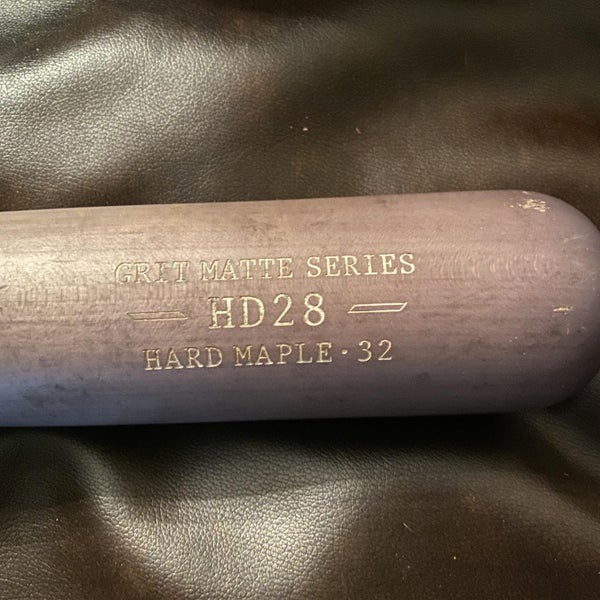 GRIT MATTE SERIES
HD28
HARD MAPLE · 32